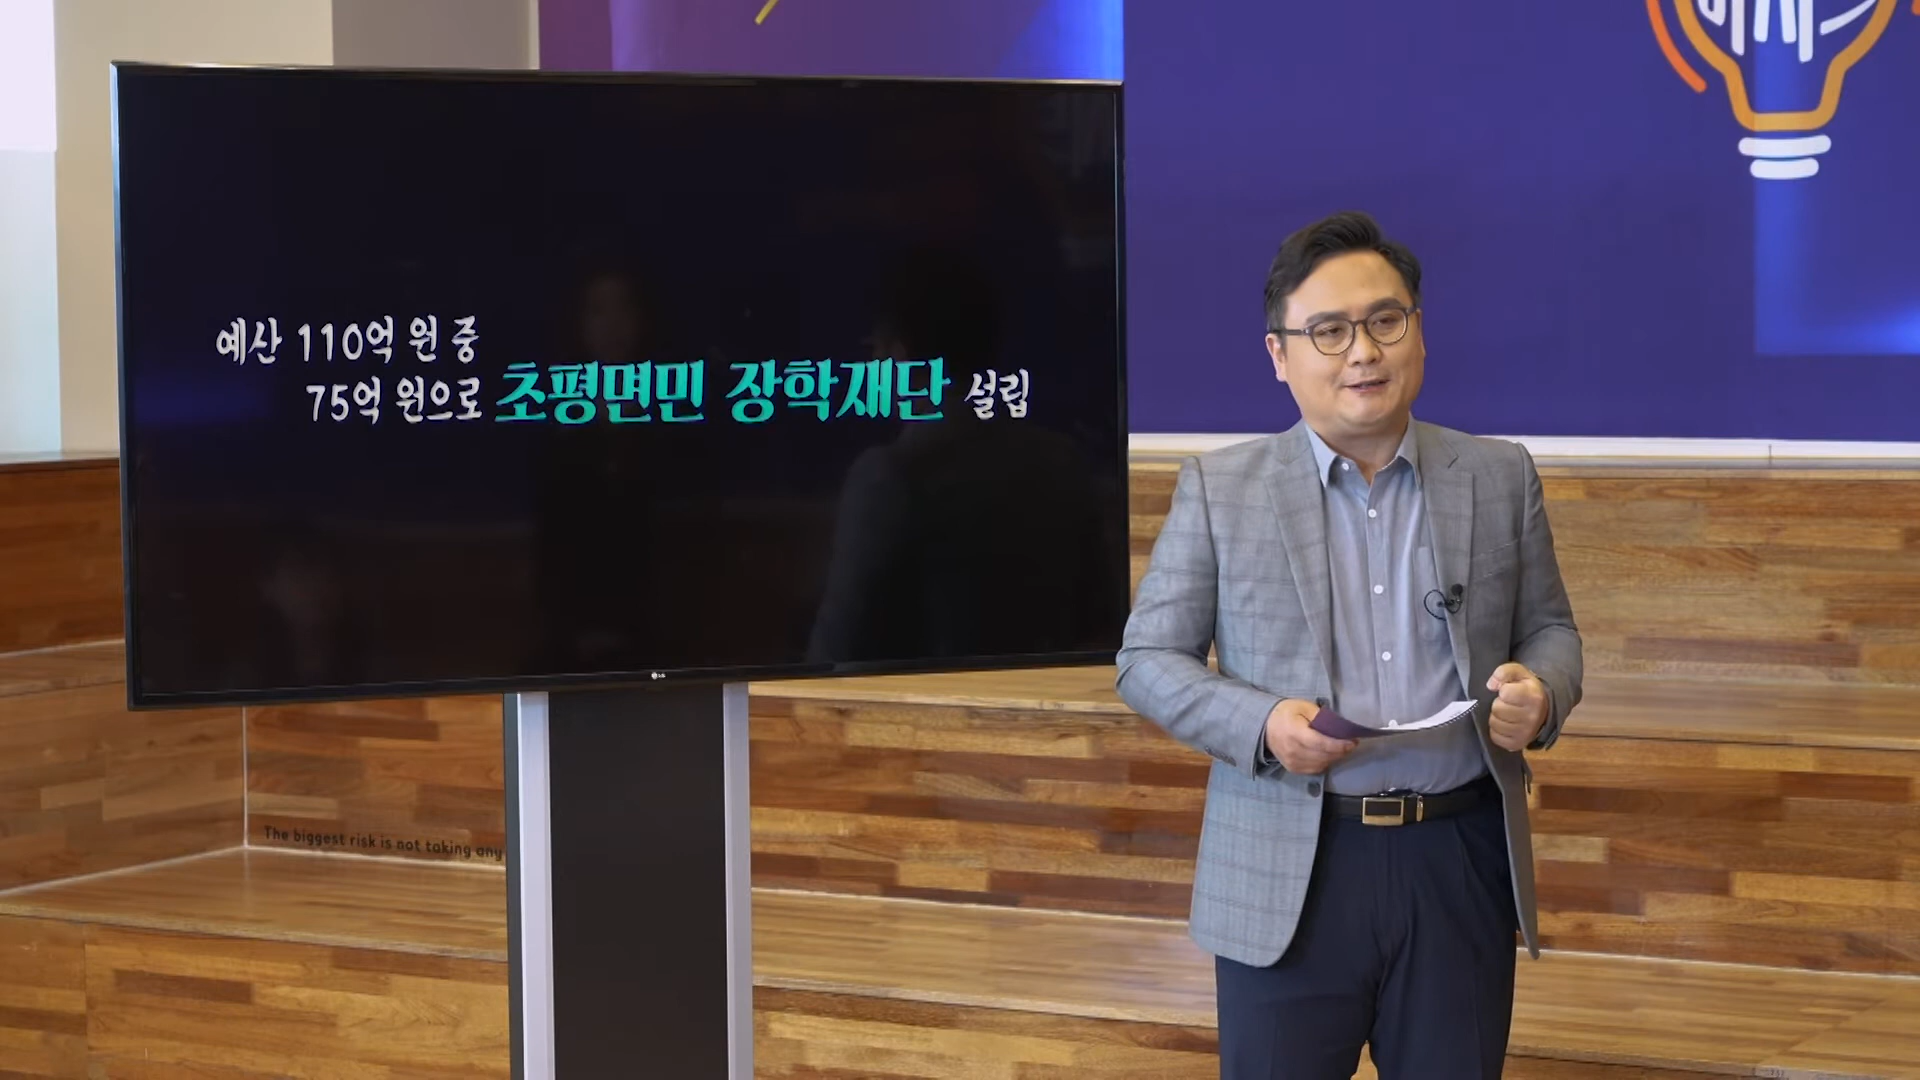 예산 110억 원 중
75억 원으로 초평면민 장학재단 설립
The biggest risk is not taking any
LG